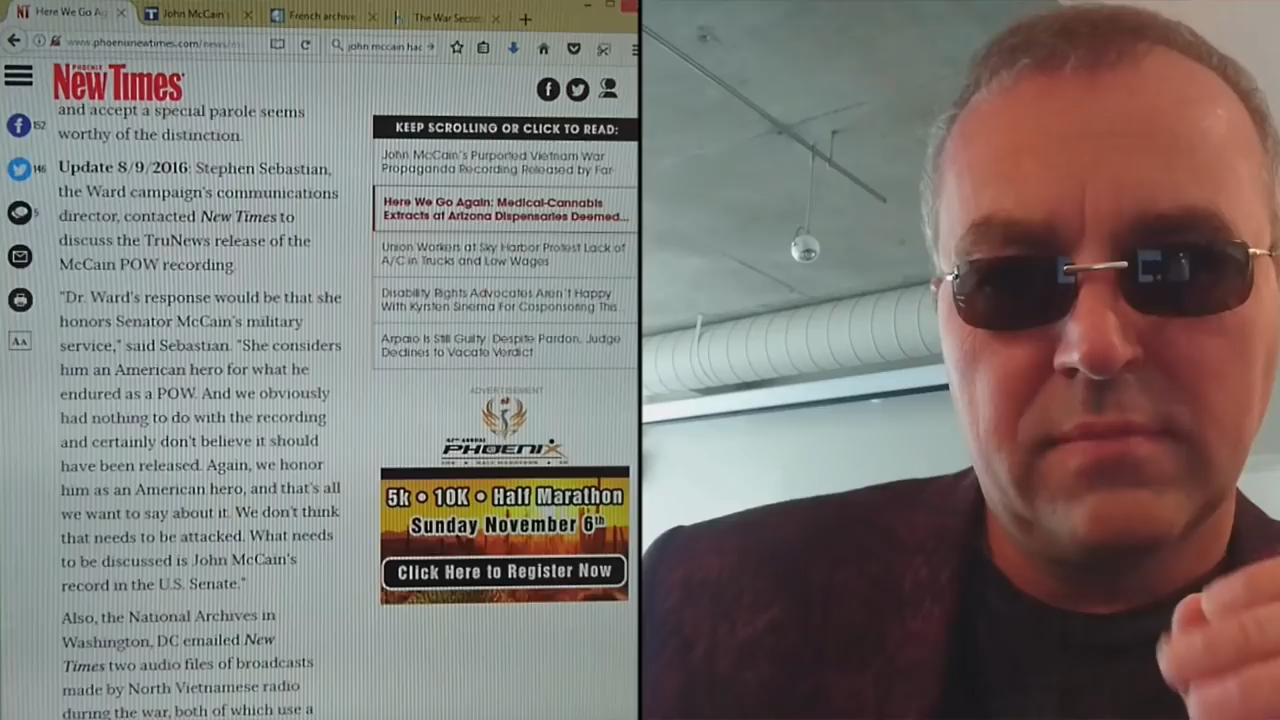 Here We Go Ag
John McCain's
French archive
The War Secre
www.phoenixnewtimes.com/news/m
john mccain hac
PHOENIX
New Times
152
146
5
AA
and accept a special parole seems
worthy of the distinction.
Update 8/9/2016: Stephen Sebastian,
the Ward campaign's communications
director, contacted New Times to
discuss the TruNews release of the
McCain POW recording
"Dr. Ward's response would be that she
honors Senator McCain's military
service," said Sebastian. "She considers
him an American hero for what he
endured as a POW. And we obviously
had nothing to do with the recording
and certainly don't believe it should
have been released. Again, we honor
him as an American hero, and that's all
we want to say about it. We don't think
that needs to be attacked. What needs
to be discussed is John McCain's
record in the U.S. Senate."
Also, the National Archives in
Washington, DC emailed New
Times two audio files of broadcasts
made by North Vietnamese radio
during the war, both of which use a
KEEP SCROLLING OR CLICK TO READ:
John McCain's Purported Vietnam War
Propaganda Recording Released by Far-
Here We Go Again: Medical-Cannabis
Extracts at Arizona Dispensaries Deemed...
Union Workers at Sky Harbor Protest Lack of
A/C in Trucks and Low Wages
Disability Rights Advocates Aren't Happy
With Kyrsten Sinema For Cosponsoring This...
Arpaio Is Still Guilty Despite Pardon, Judge
Declines to Vacate Verdict
ADVERTISEMENT
PHOENIX
5k • 10K • Half Marathon
Sunday November 6th
Click Here to Register Now